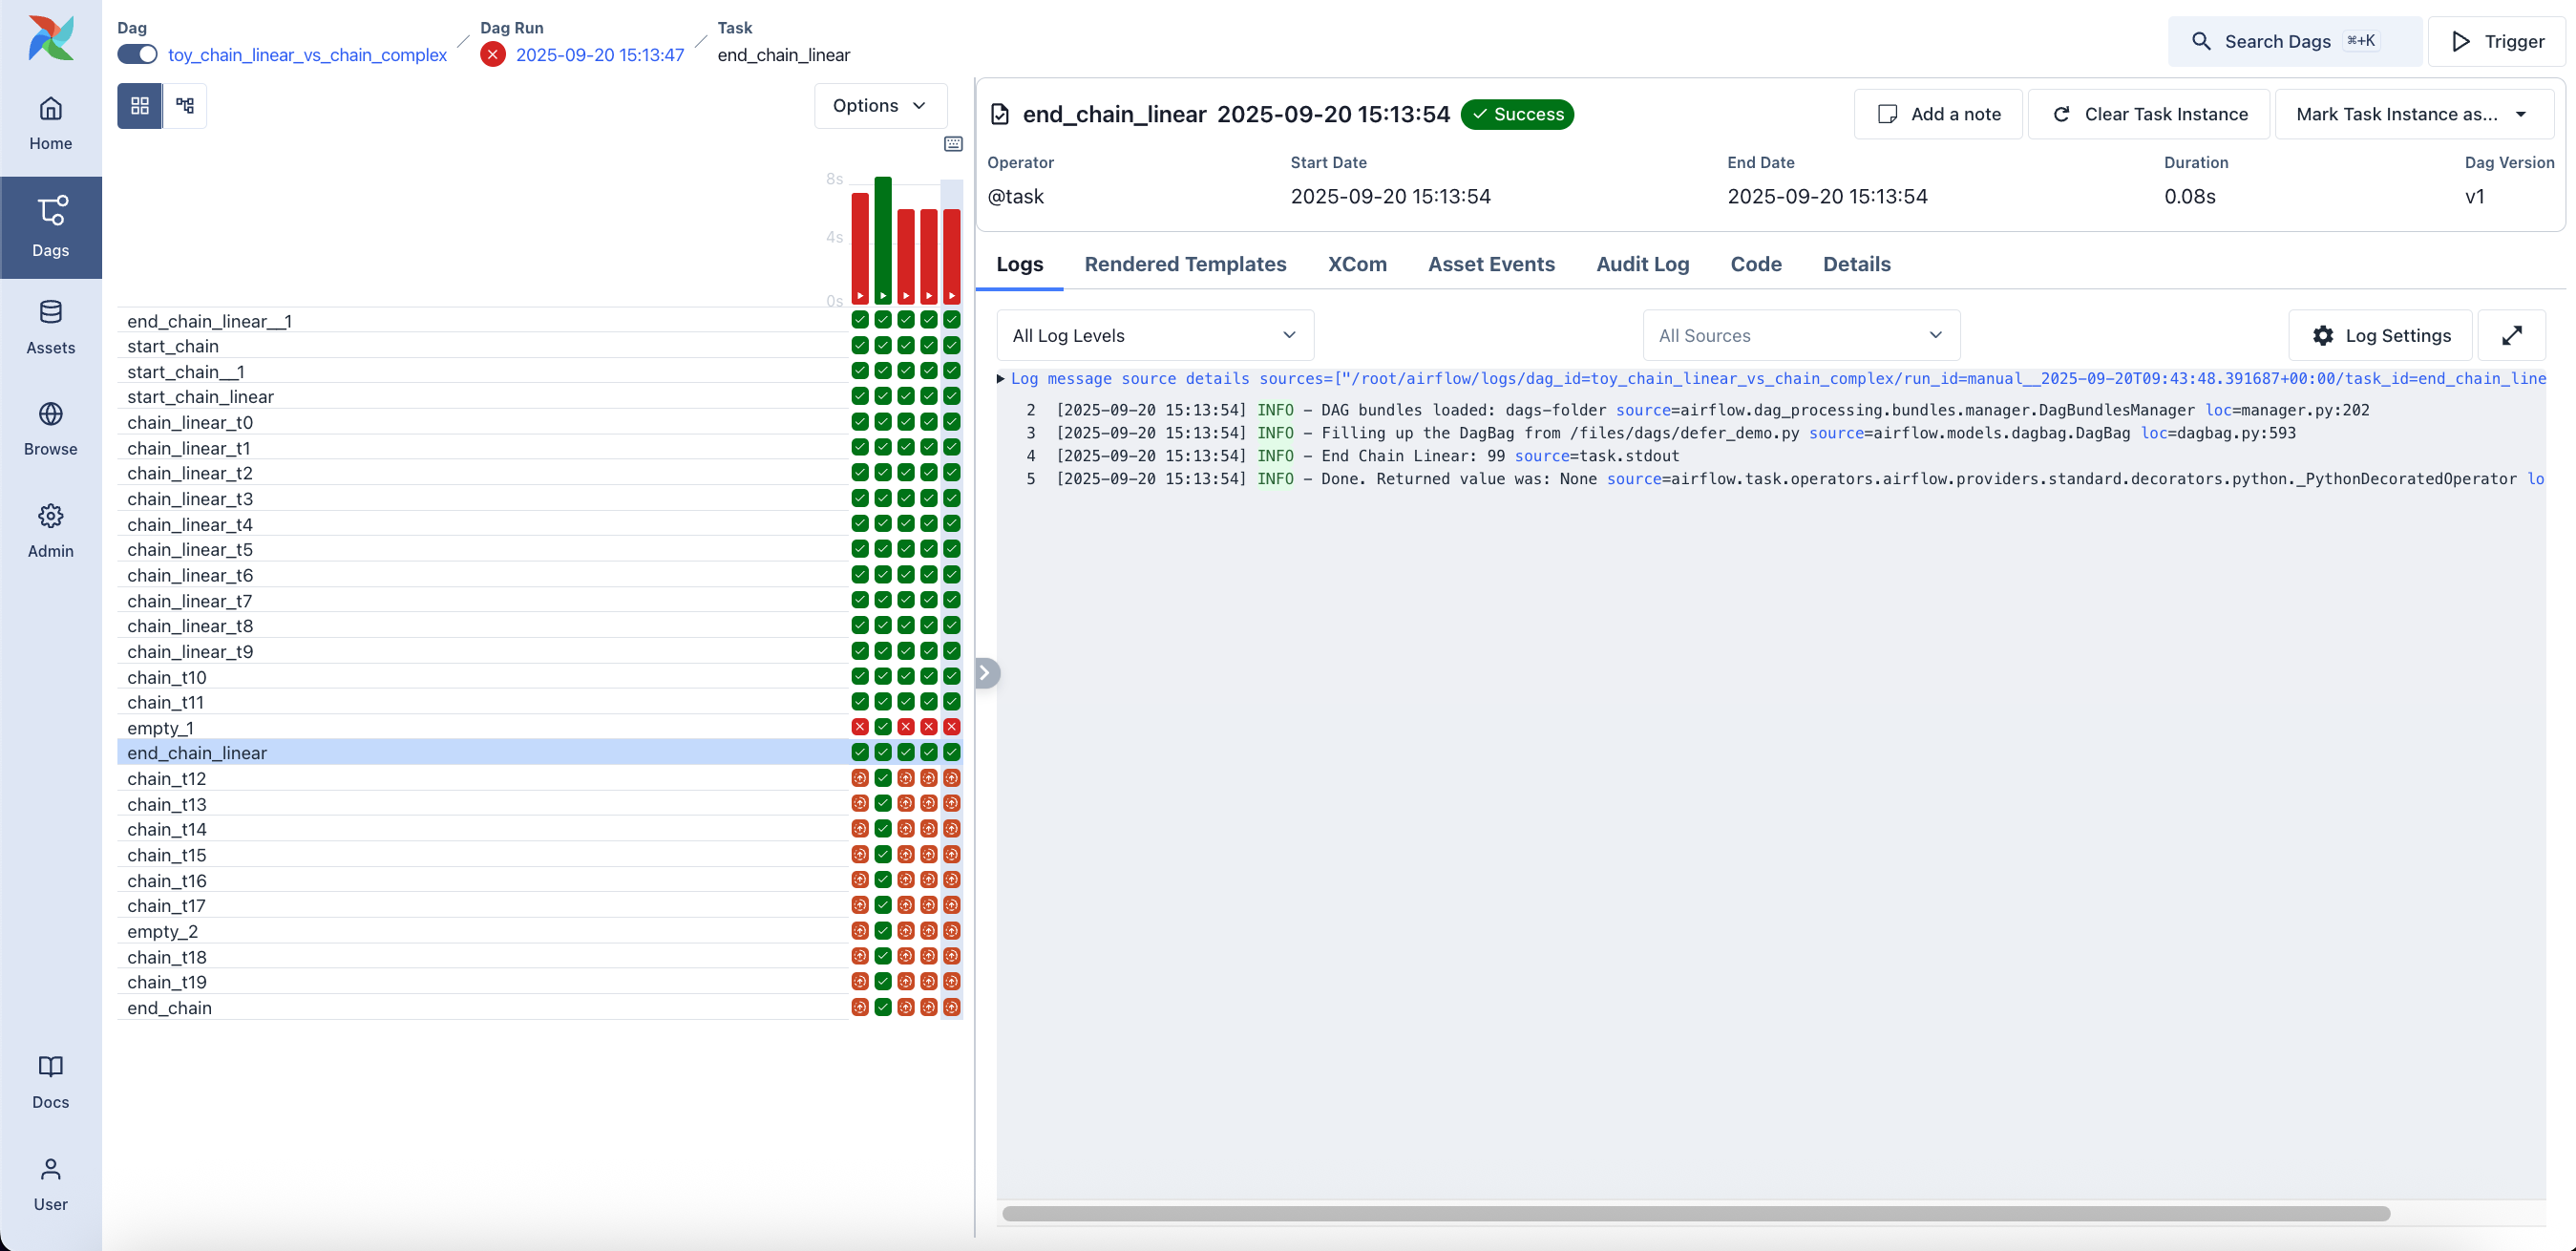 Dag
toy_chain_linear_vs_chain_complex
Dag Run
2025-09-20 15:13:47
Task
end_chain_linear
Search Dags ⌘+K
Trigger
Home
Dags
Assets
Browse
Admin
Docs
User
Options
8s
4s
0s
end_chain_linear__1
start_chain
start_chain__1
start_chain_linear
chain_linear_t0
chain_linear_t1
chain_linear_t2
chain_linear_t3
chain_linear_t4
chain_linear_t5
chain_linear_t6
chain_linear_t7
chain_linear_t8
chain_linear_t9
chain_t10
chain_t11
empty_1
end_chain_linear
chain_t12
chain_t13
chain_t14
chain_t15
chain_t16
chain_t17
empty_2
chain_t18
chain_t19
end_chain
end_chain_linear 2025-09-20 15:13:54 Success
Add a note
Clear Task Instance
Mark Task Instance as...
Operator Start Date End Date Duration Dag Version
@task 2025-09-20 15:13:54 2025-09-20 15:13:54 0.08s v1
Logs Rendered Templates XCom Asset Events Audit Log Code Details
All Log Levels
All Sources
Log Settings
Log message source details sources=["/root/airflow/logs/dag_id=toy_chain_linear_vs_chain_complex/run_id=manual__2025-09-20T09:43:48.391687+00:00/task_id=end_chain_line
2 [2025-09-20 15:13:54] INFO - DAG bundles loaded: dags-folder source=airflow.dag_processing.bundles.manager.DagBundlesManager loc=manager.py:202
3 [2025-09-20 15:13:54] INFO - Filling up the DagBag from /files/dags/defer_demo.py source=airflow.models.dagbag.DagBag loc=dagbag.py:593
4 [2025-09-20 15:13:54] INFO - End Chain Linear: 99 source=task.stdout
5 [2025-09-20 15:13:54] INFO - Done. Returned value was: None source=airflow.task.operators.airflow.providers.standard.decorators.python._PythonDecoratedOperator lo